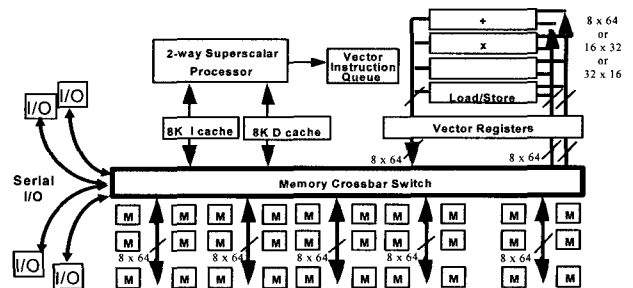 +
8 x 64
or
16 x 32
or
32 x 16
x
2-way Superscalar
Processor
Vector
Instruction
Queue
Load/Store
I/O
I/O
8K I cache
8K D cache
Vector Registers
8 x 64
8 x 64
Serial
I/O
Memory Crossbar Switch
M M M M M M M M M M
M M M M M M M M M M
8 x 64 8 x 64 8 x 64 8 x 64 8 x 64
M M M M M M M M M M
I/O
I/O